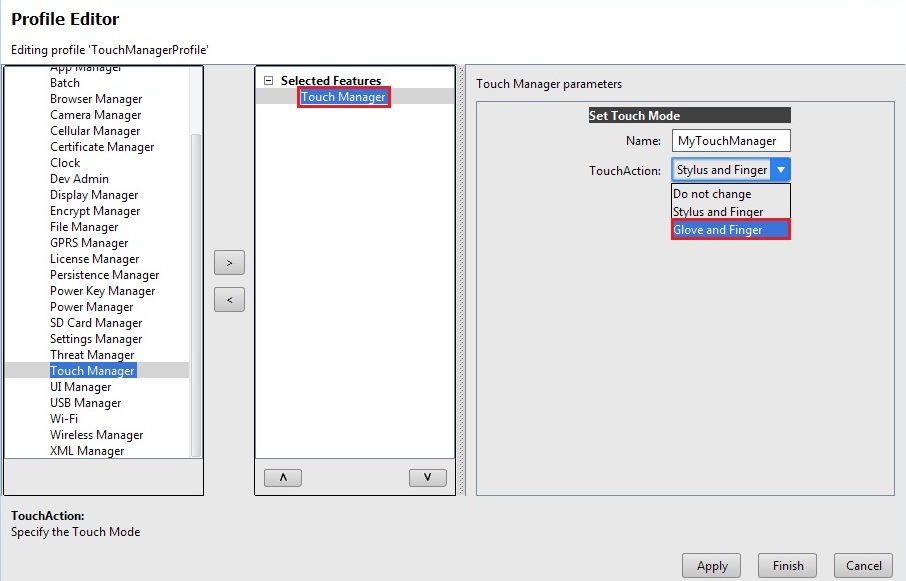 Profile Editor
Editing profile 'TouchManagerProfile'
App Manager
Batch
Browser Manager
Camera Manager
Cellular Manager
Certificate Manager
Clock
Dev Admin
Display Manager
Encrypt Manager
File Manager
GPRS Manager
License Manager
Persistence Manager
Power Key Manager
Power Manager
SD Card Manager
Settings Manager
Threat Manager
Touch Manager
UI Manager
USB Manager
Wi-Fi
Wireless Manager
XML Manager
>
<
Selected Features
Touch Manager
Touch Manager parameters
Set Touch Mode
Name: MyTouchManager
TouchAction: Stylus and Finger
Do not change
Stylus and Finger
Glove and Finger
TouchAction:
Specify the Touch Mode
Apply Finish Cancel